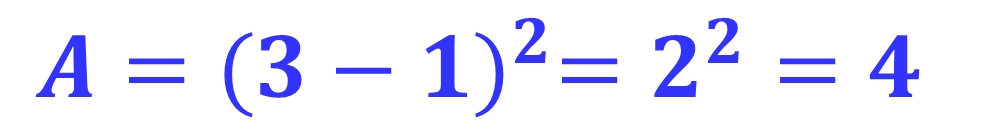 A = (3 − 1)² = 2² = 4